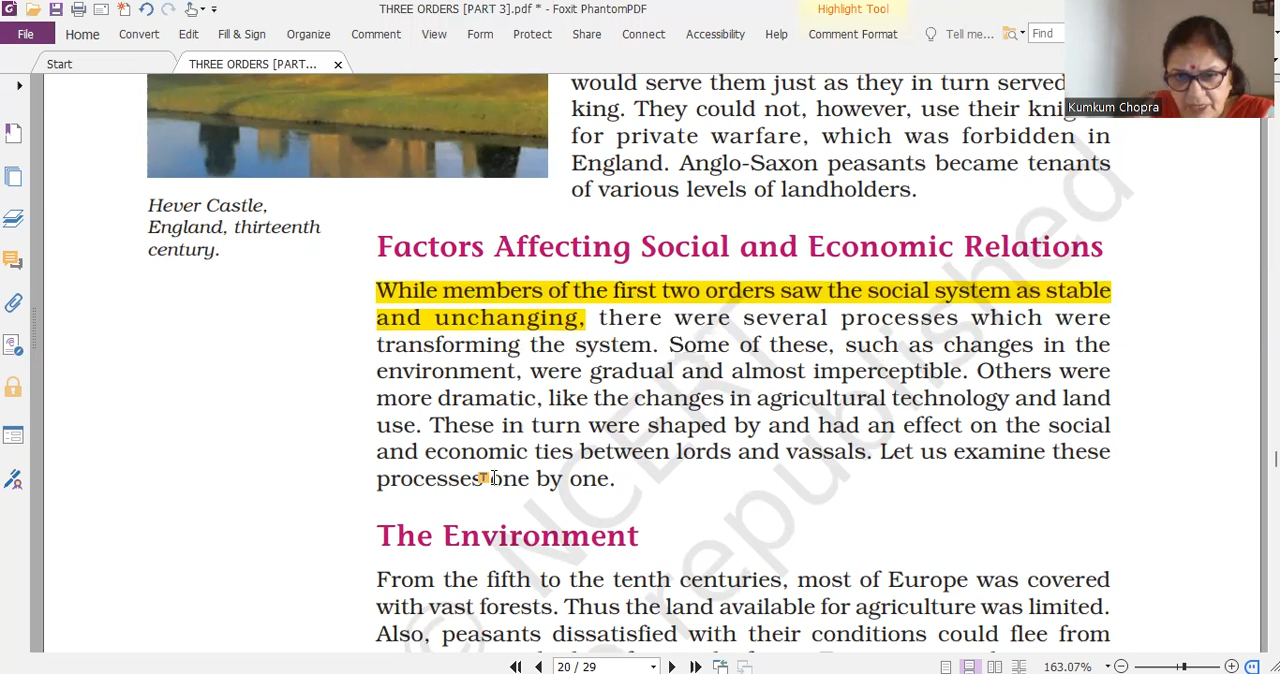 THREE ORDERS [PART 3].pdf * - Foxit PhantomPDF
Highlight Tool
File Home Convert Edit Fill & Sign Organize Comment View Form Protect Share Connect Accessibility Help Comment Format Tell me... Find
Start THREE ORDERS [PART...
Kumkum Chopra
would serve them just as they in turn served
king. They could not, however, use their
for private warfare, which was forbidden in
England. Anglo-Saxon peasants became tenants
of various levels of landholders.
Hever Castle,
England, thirteenth
century.
Factors Affecting Social and Economic Relations
While members of the first two orders saw the social system as stable
and unchanging, there were several processes which were
transforming the system. Some of these, such as changes in the
environment, were gradual and almost imperceptible. Others were
more dramatic, like the changes in agricultural technology and land
use. These in turn were shaped by and had an effect on the social
and economic ties between lords and vassals. Let us examine these
processes one by one.
The Environment
From the fifth to the tenth centuries, most of Europe was covered
with vast forests. Thus the land available for agriculture was limited.
Also, peasants dissatisfied with their conditions could flee from
© NCERT
republished
20 / 29
163.07%